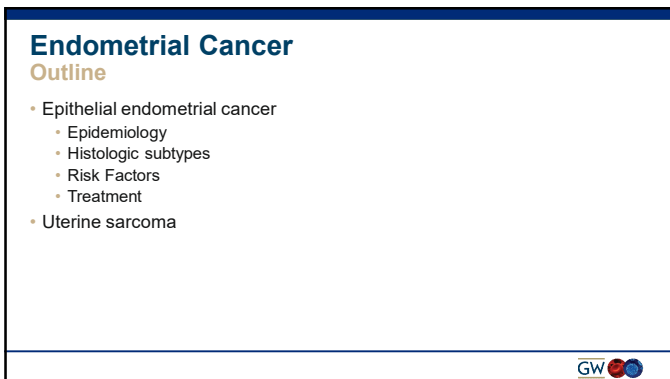 Endometrial Cancer
Outline
• Epithelial endometrial cancer
• Epidemiology
• Histologic subtypes
• Risk Factors
• Treatment
• Uterine sarcoma
GW